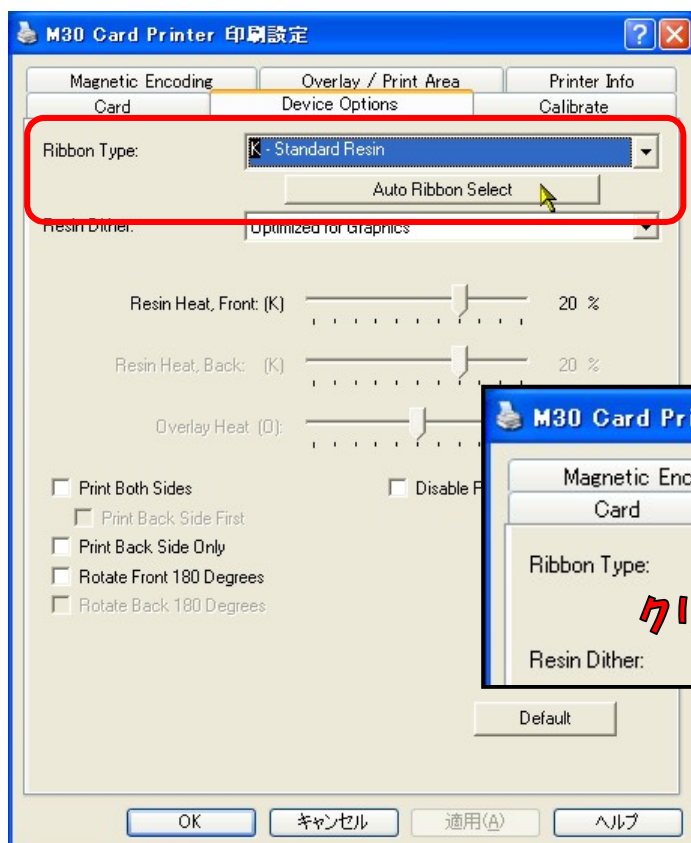 M30 Card Printer 印刷設定
Magnetic Encoding Overlay / Print Area Printer Info
Card Device Options Calibrate
Ribbon Type: K - Standard Resin
Auto Ribbon Select
Resin Dither: Optimized for Graphics
Resin Heat, Front: (K) 20 %
Resin Heat, Back: (K) 20 %
Overlay Heat (O):
Print Both Sides Disable
Print Back Side First
Print Back Side Only
Rotate Front 180 Degrees
Rotate Back 180 Degrees
M30 Card
Magnetic
Card
Ribbon Type:
Resin Dither:
Default
OK キャンセル 適用(A) ヘルプ